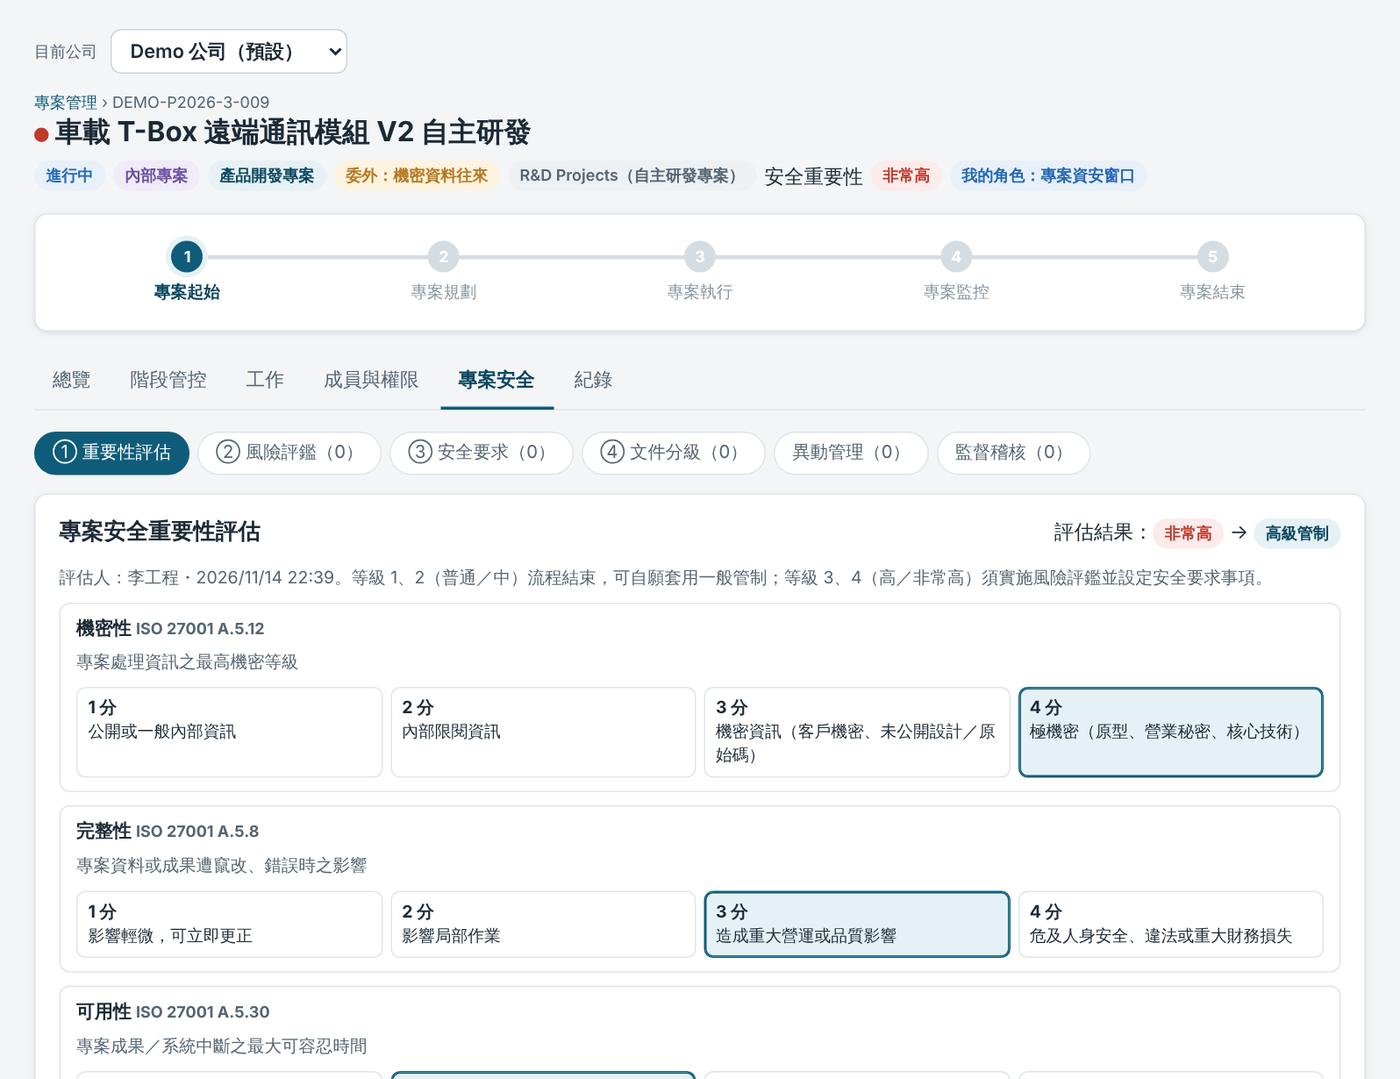 目前公司 Demo 公司（預設）
專案管理 › DEMO-P2026-3-009
車載 T-Box 遠端通訊模組 V2 自主研發
進行中 內部專案 產品開發專案 委外：機密資料往來 R&D Projects（自主研發專案） 安全重要性 非常高 我的角色：專案資安窗口
1 2 3 4 5
專案起始 專案規劃 專案執行 專案監控 專案結束
總覽 階段管控 工作 成員與權限 專案安全 紀錄
① 重要性評估 ② 風險評鑑（0） ③ 安全要求（0） ④ 文件分級（0） 異動管理（0） 監督稽核（0）
專案安全重要性評估 評估結果：非常高 → 高級管制
評估人：李工程・2026/11/14 22:39。等級 1、2（普通／中）流程結束，可自願套用一般管制；等級 3、4（高／非常高）須實施風險評鑑並設定安全要求事項。
機密性 ISO 27001 A.5.12
專案處理資訊之最高機密等級
1 分 2 分 3 分 4 分
公開或一般內部資訊 內部限閱資訊 機密資訊（客戶機密、未公開設計／原 極機密（原型、營業秘密、核心技術）
始碼）
完整性 ISO 27001 A.5.8
專案資料或成果遭竄改、錯誤時之影響
1 分 2 分 3 分 4 分
影響輕微，可立即更正 影響局部作業 造成重大營運或品質影響 危及人身安全、違法或重大財務損失
可用性 ISO 27001 A.5.30
專案成果／系統中斷之最大可容忍時間